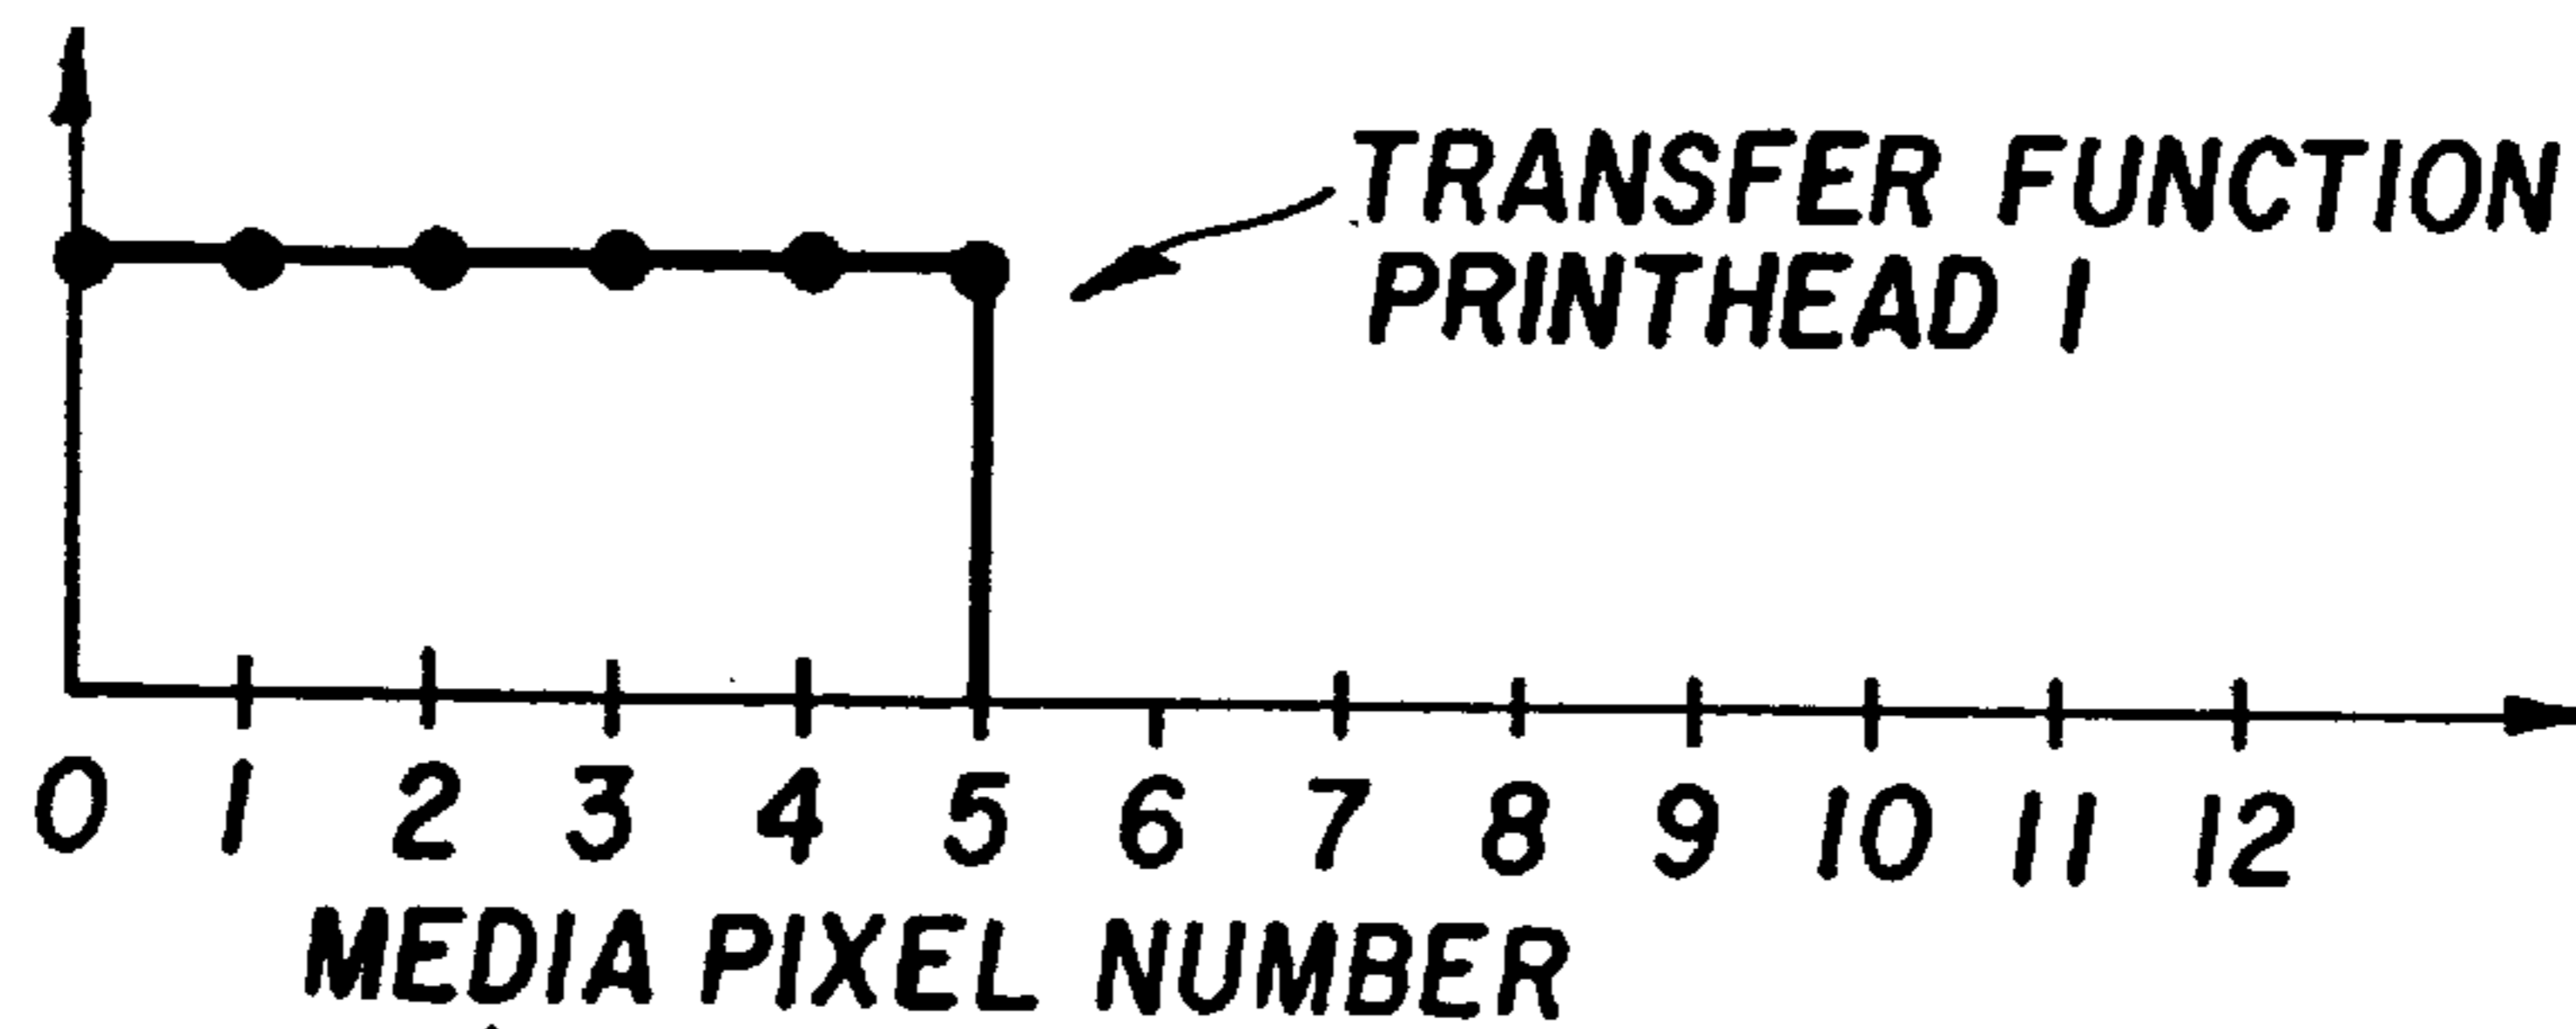 TRANSFER FUNCTION
PRINTHEAD 1
0 1 2 3 4 5 6 7 8 9 10 11 12
MEDIA PIXEL NUMBER